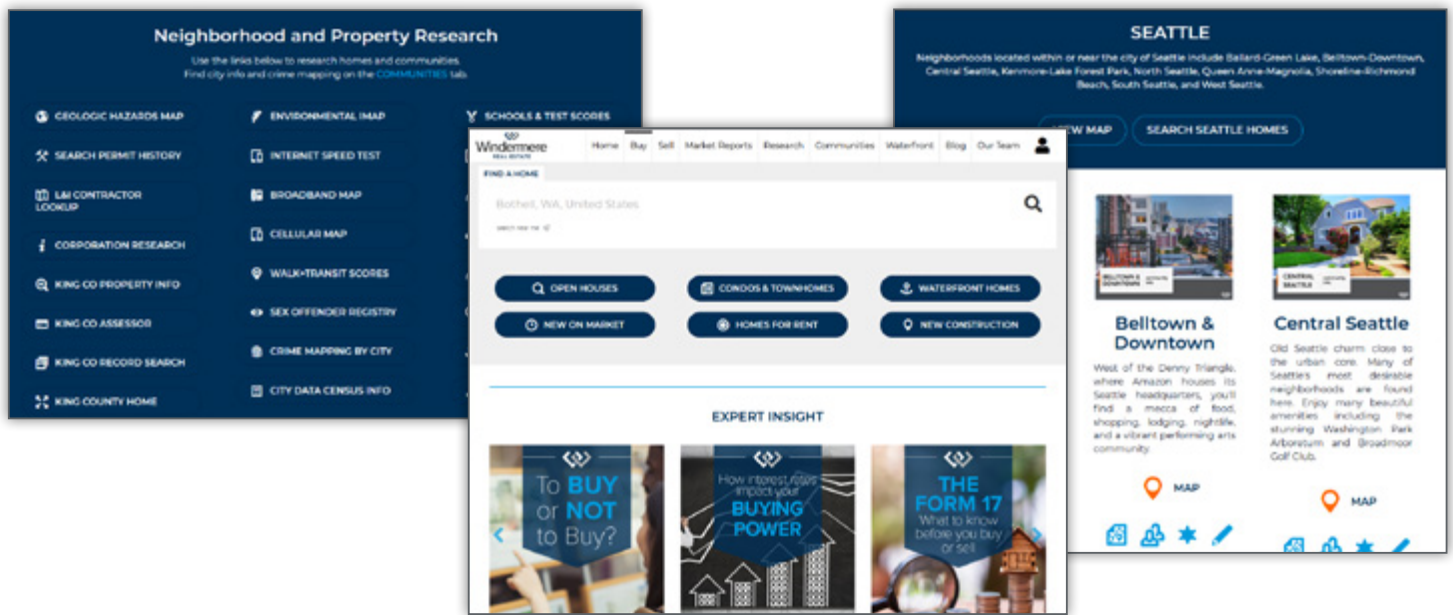 Neighborhood and Property Research
Use the links below to research homes and communities.
Find city info and crime mapping on the COMMUNITIES tab.
GEOLOGIC HAZARDS MAP
SEARCH PERMIT HISTORY
L&I CONTRACTOR
LOOKUP
CORPORATION RESEARCH
KING CO PROPERTY INFO
KING CO ASSESSOR
KING CO RECORD SEARCH
KING COUNTY HOME
ENVIRONMENTAL IMAP
INTERNET SPEED TEST
BROADBAND MAP
CELLULAR MAP
WALK+TRANSIT SCORES
SEX OFFENDER REGISTRY
CRIME MAPPING BY CITY
CITY DATA CENSUS INFO
SCHOOLS & TEST SCORES
Windermere
REAL ESTATE
Home Buy Sell Market Reports Research Communities Waterfront Blog Our Team
FIND A HOME
Bothell, WA, United States
search near me
OPEN HOUSES
CONDOS & TOWNHOMES
WATERFRONT HOMES
NEW ON MARKET
HOMES FOR RENT
NEW CONSTRUCTION
EXPERT INSIGHT
To BUY
or NOT
to Buy?
How interest rates
impact your
BUYING
POWER
THE
FORM 17
What to know
before you buy
or sell
SEATTLE
Neighborhoods located within or near the city of Seattle include Ballard-Green Lake, Belltown-Downtown,
Central Seattle, Kenmore-Lake Forest Park, North Seattle, Queen Anne-Magnolia, Shoreline-Richmond
Beach, South Seattle, and West Seattle.
VIEW MAP
SEARCH SEATTLE HOMES
BELLTOWN &
DOWNTOWN
Belltown &
Downtown
West of the Denny Triangle,
where Amazon houses its
Seattle headquarters, you'll
find a mecca of food,
shopping, lodging, nightlife,
and a vibrant performing arts
community.
MAP
CENTRAL
SEATTLE
Central Seattle
Old Seattle charm close to
the urban core. Many of
Seattle's most desirable
neighborhoods are found
here. Enjoy many beautiful
amenities including the
stunning Washington Park
Arboretum and Broadmoor
Golf Club.
MAP